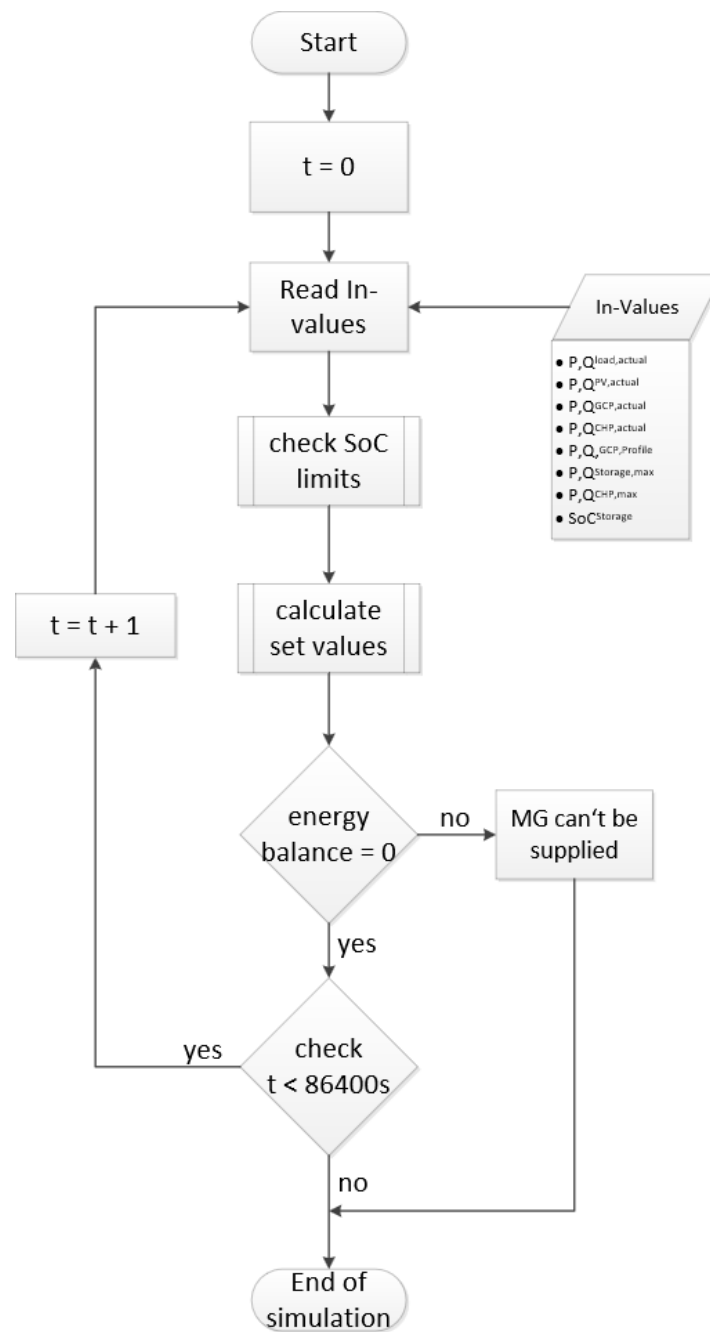 Start
t = 0
Read In-
values
In-Values
• P,Qload,actual
• P,QPV,actual
• P,QGCP,actual
• P,QCHP,actual
• P,Q,GCP,Profile
• P,QStorage,max
• P,QCHP,max
• SoCStorage
check SoC
limits
calculate
set values
t = t + 1
energy
balance = 0
no
MG can‘t be
supplied
yes
check
t < 86400s
yes
no
End of
simulation